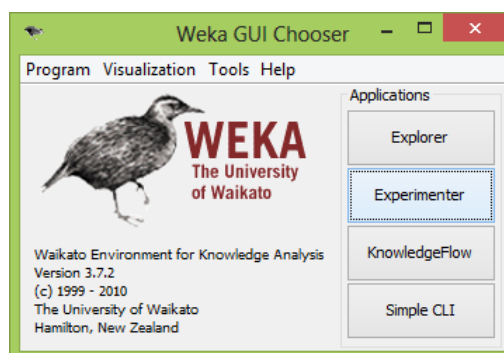 Weka GUI Chooser
Program Visualization Tools Help
WEKA
The University
of Waikato
Waikato Environment for Knowledge Analysis
Version 3.7.2
(c) 1999 - 2010
The University of Waikato
Hamilton, New Zealand
Applications
Explorer
Experimenter
KnowledgeFlow
Simple CLI